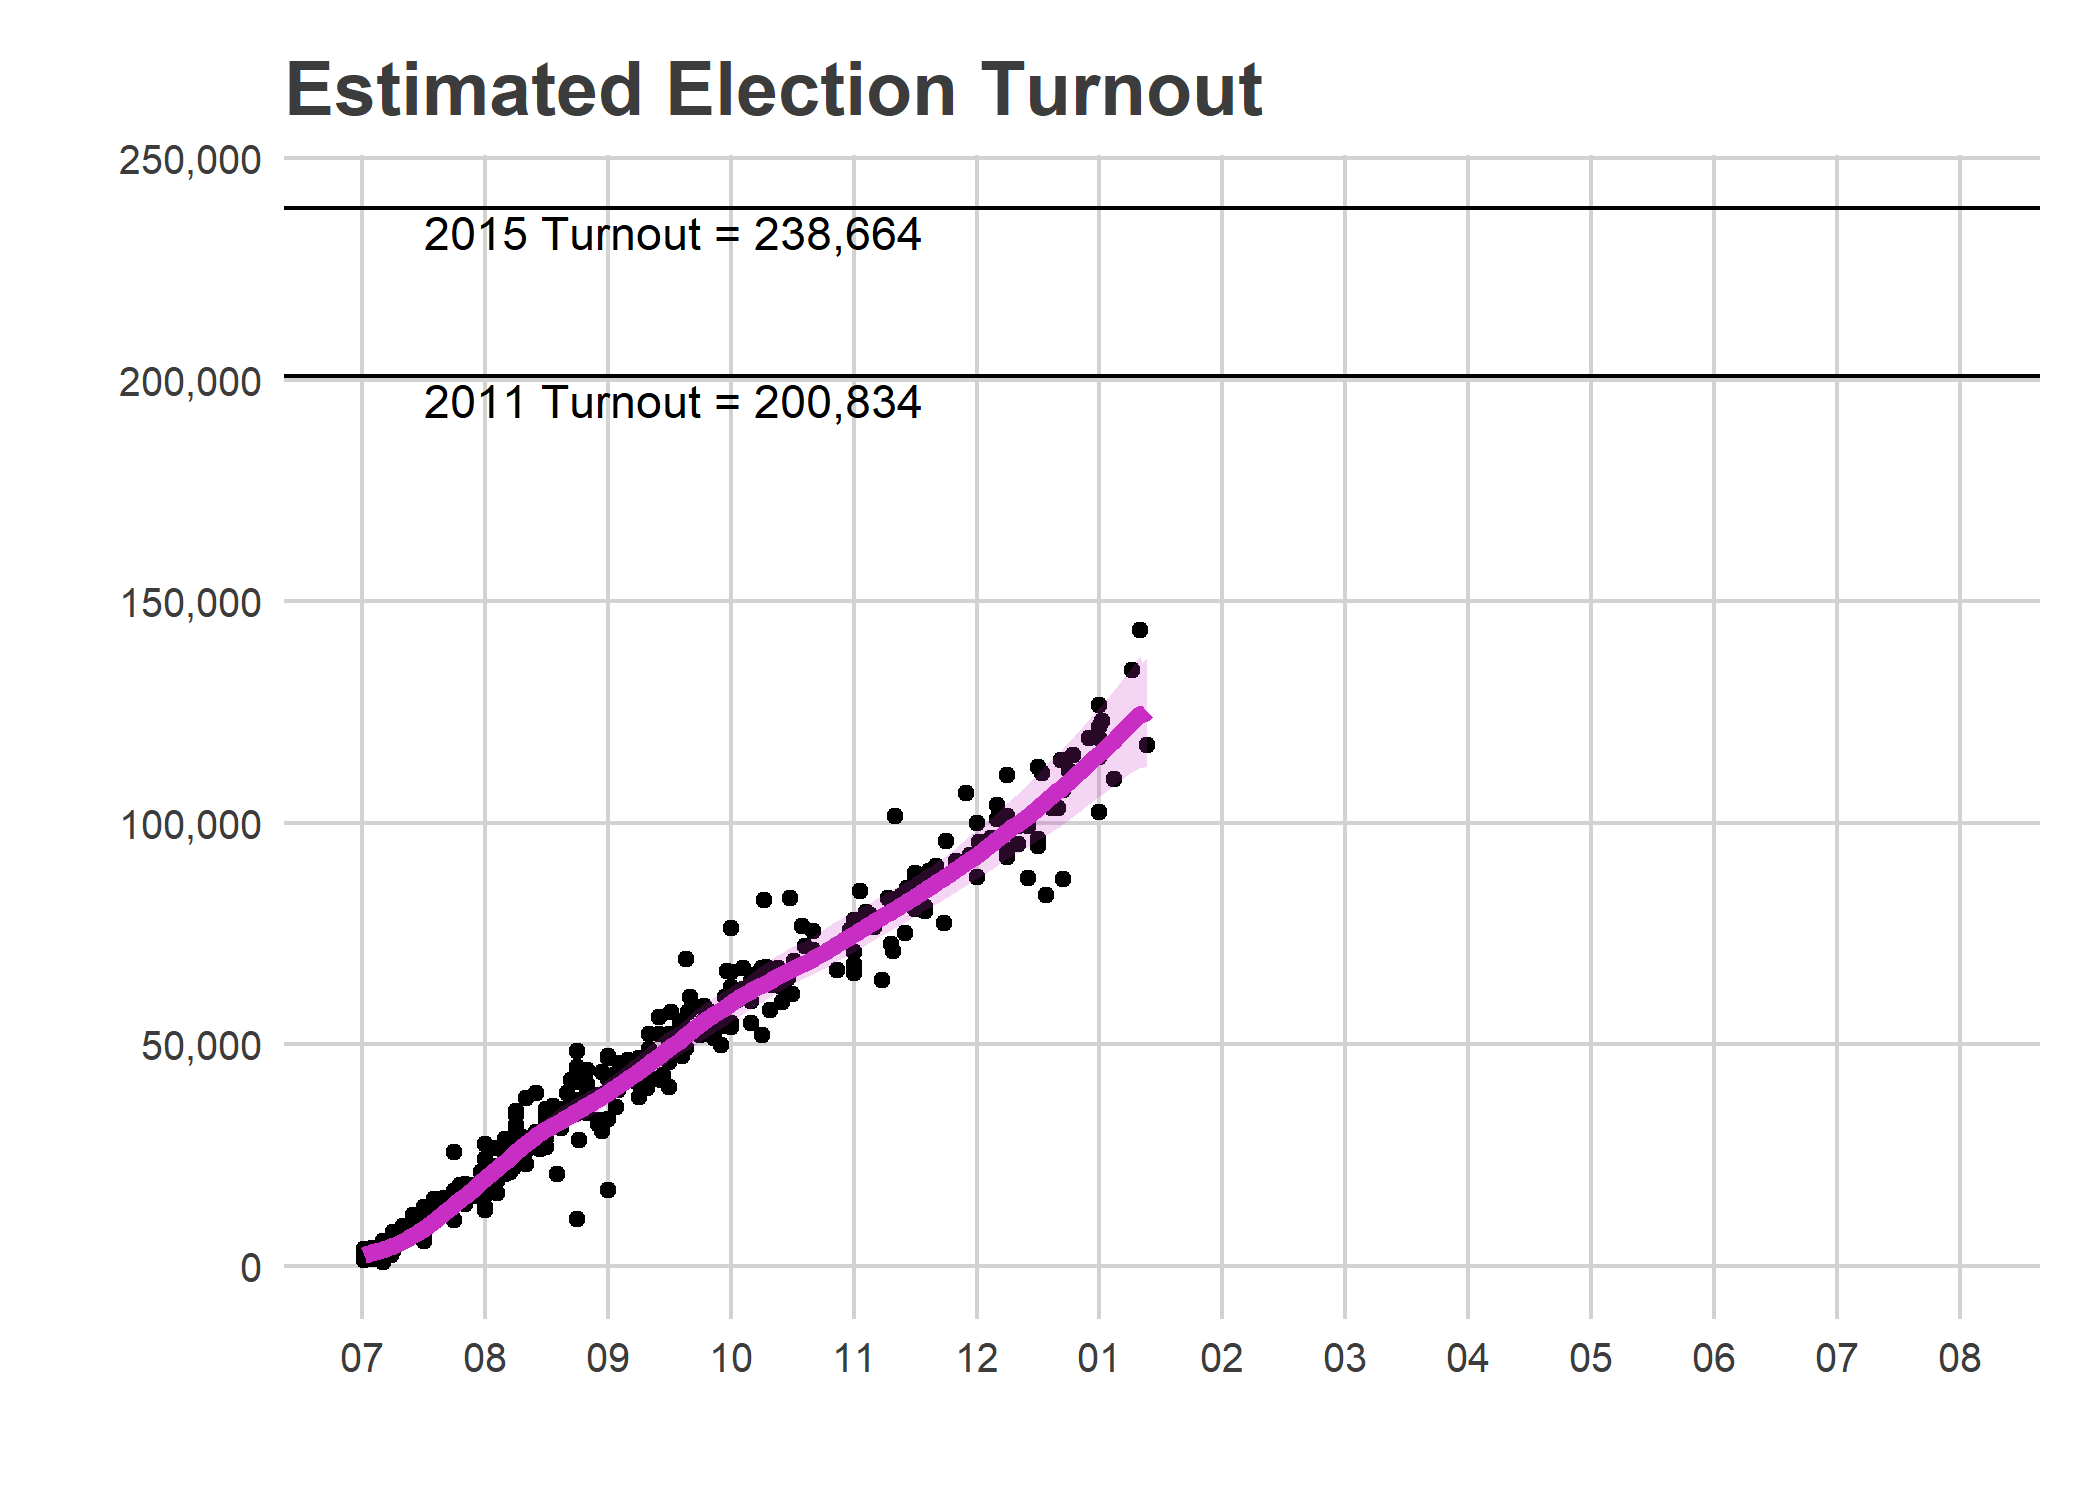 Estimated Election Turnout
250,000
2015 Turnout = 238,664
200,000
2011 Turnout = 200,834
150,000
100,000
50,000
0
07 08 09 10 11 12 01 02 03 04 05 06 07 08